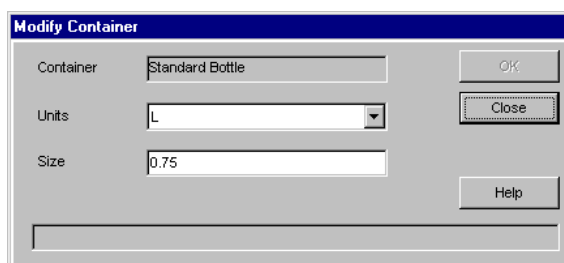 Modify Container
Container Standard Bottle OK
Units L Close
Size 0.75
Help